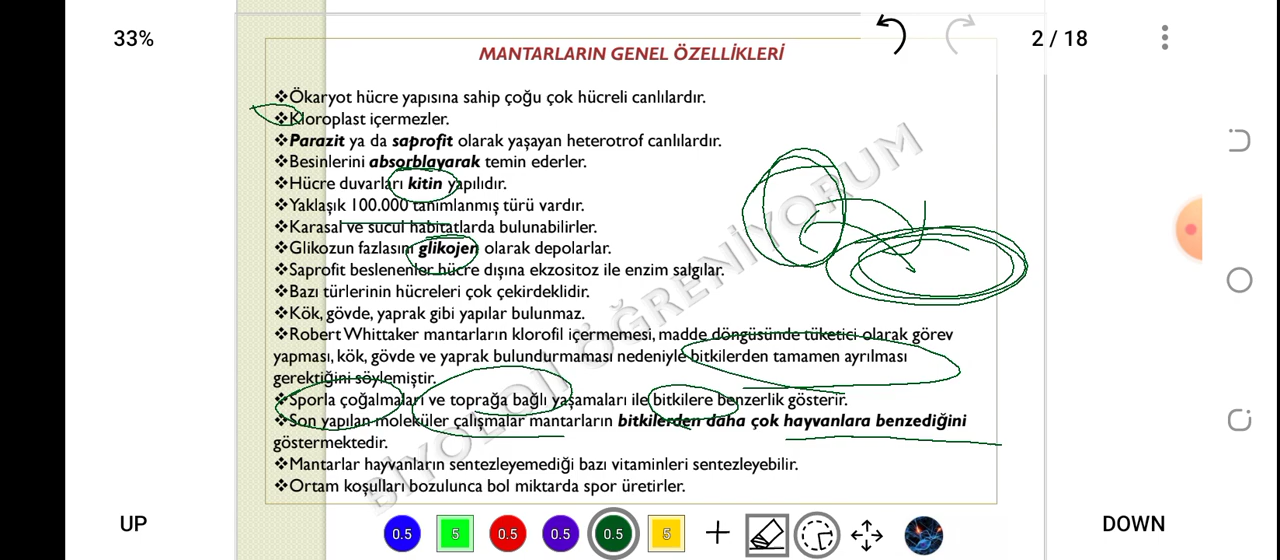 33%
2 / 18
MANTARLARIN GENEL ÖZELLİKLERİ
❖Ökaryot hücre yapısına sahip çoğu çok hücreli canlılardır.
❖Kloroplast içermezler.
❖Parazit ya da saprofit olarak yaşayan heterotrof canlılardır.
❖Besinlerini absorblayarak temin ederler.
❖Hücre duvarları kitin yapılıdır.
❖Yaklaşık 100.000 tanımlanmış türü vardır.
❖Karasal ve sucul habitatlarda bulunabilirler.
❖Glikozun fazlasını glikojen olarak depolarlar.
❖Saprofit beslenenler hücre dışına ekzositoz ile enzim salgılar.
❖Bazı türlerinin hücreleri çok çekirdeklidir.
❖Kök, gövde, yaprak gibi yapılar bulunmaz.
❖Robert Whittaker mantarların klorofil içermemesi, madde döngüsünde tüketici olarak görev
yapması, kök, gövde ve yaprak bulundurmaması nedeniyle bitkilerden tamamen ayrılması
gerektiğini söylemiştir.
❖Sporla çoğalmaları ve toprağa bağlı yaşamaları ile bitkilere benzerlik gösterir.
❖Son yapılan moleküler çalışmalar mantarların bitkilerden daha çok hayvanlara benzediğini
göstermektedir.
❖Mantarlar hayvanların sentezleyemediği bazı vitaminleri sentezleyebilir.
❖Ortam koşulları bozulunca bol miktarda spor üretirler.
BİYOLOJİ ÖĞRENİYORUM
UP
0.5 5 0.5 0.5 0.5 5
DOWN